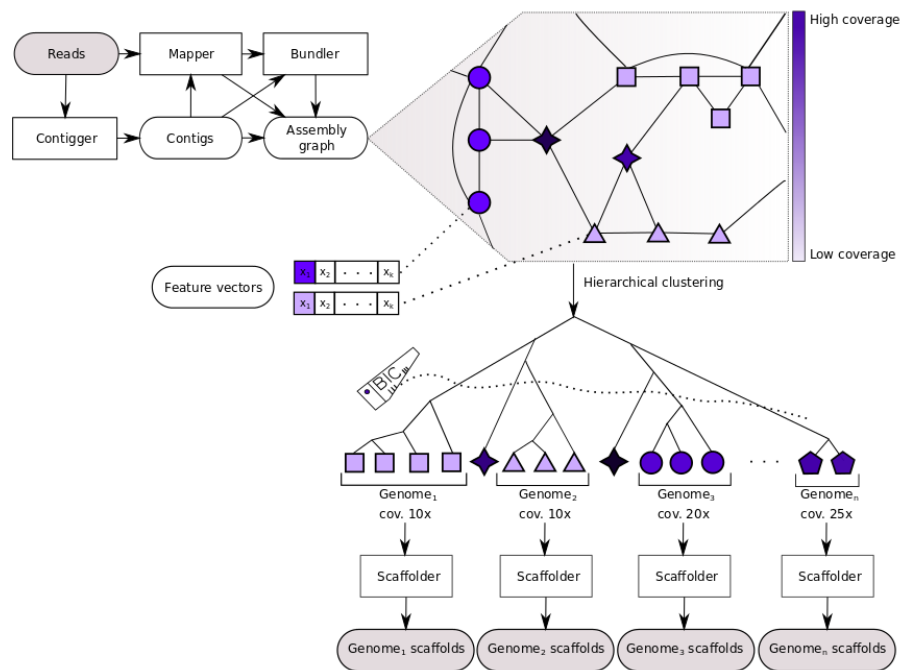 Reads
Mapper
Bundler
High coverage
Contigger
Contigs
Assembly
graph
Low coverage
Feature vectors
x₁ x₂ · · · xₖ
x₁ x₂ · · · xₖ
Hierarchical clustering
BIC
· · ·
Genome₁
Genome₂
Genome₃
Genomeₙ
cov. 10x
cov. 10x
cov. 20x
cov. 25x
Scaffolder
Scaffolder
Scaffolder
Scaffolder
Genome₁ scaffolds
Genome₂ scaffolds
Genome₃ scaffolds
Genomeₙ scaffolds